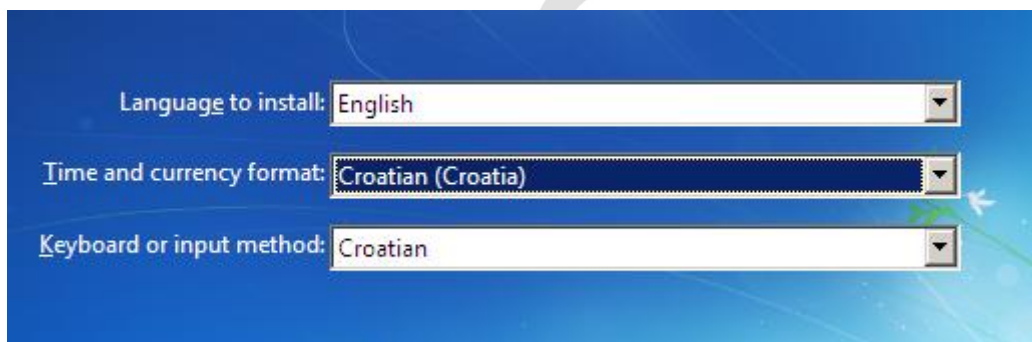 Language to install: English
Time and currency format: Croatian (Croatia)
Keyboard or input method: Croatian